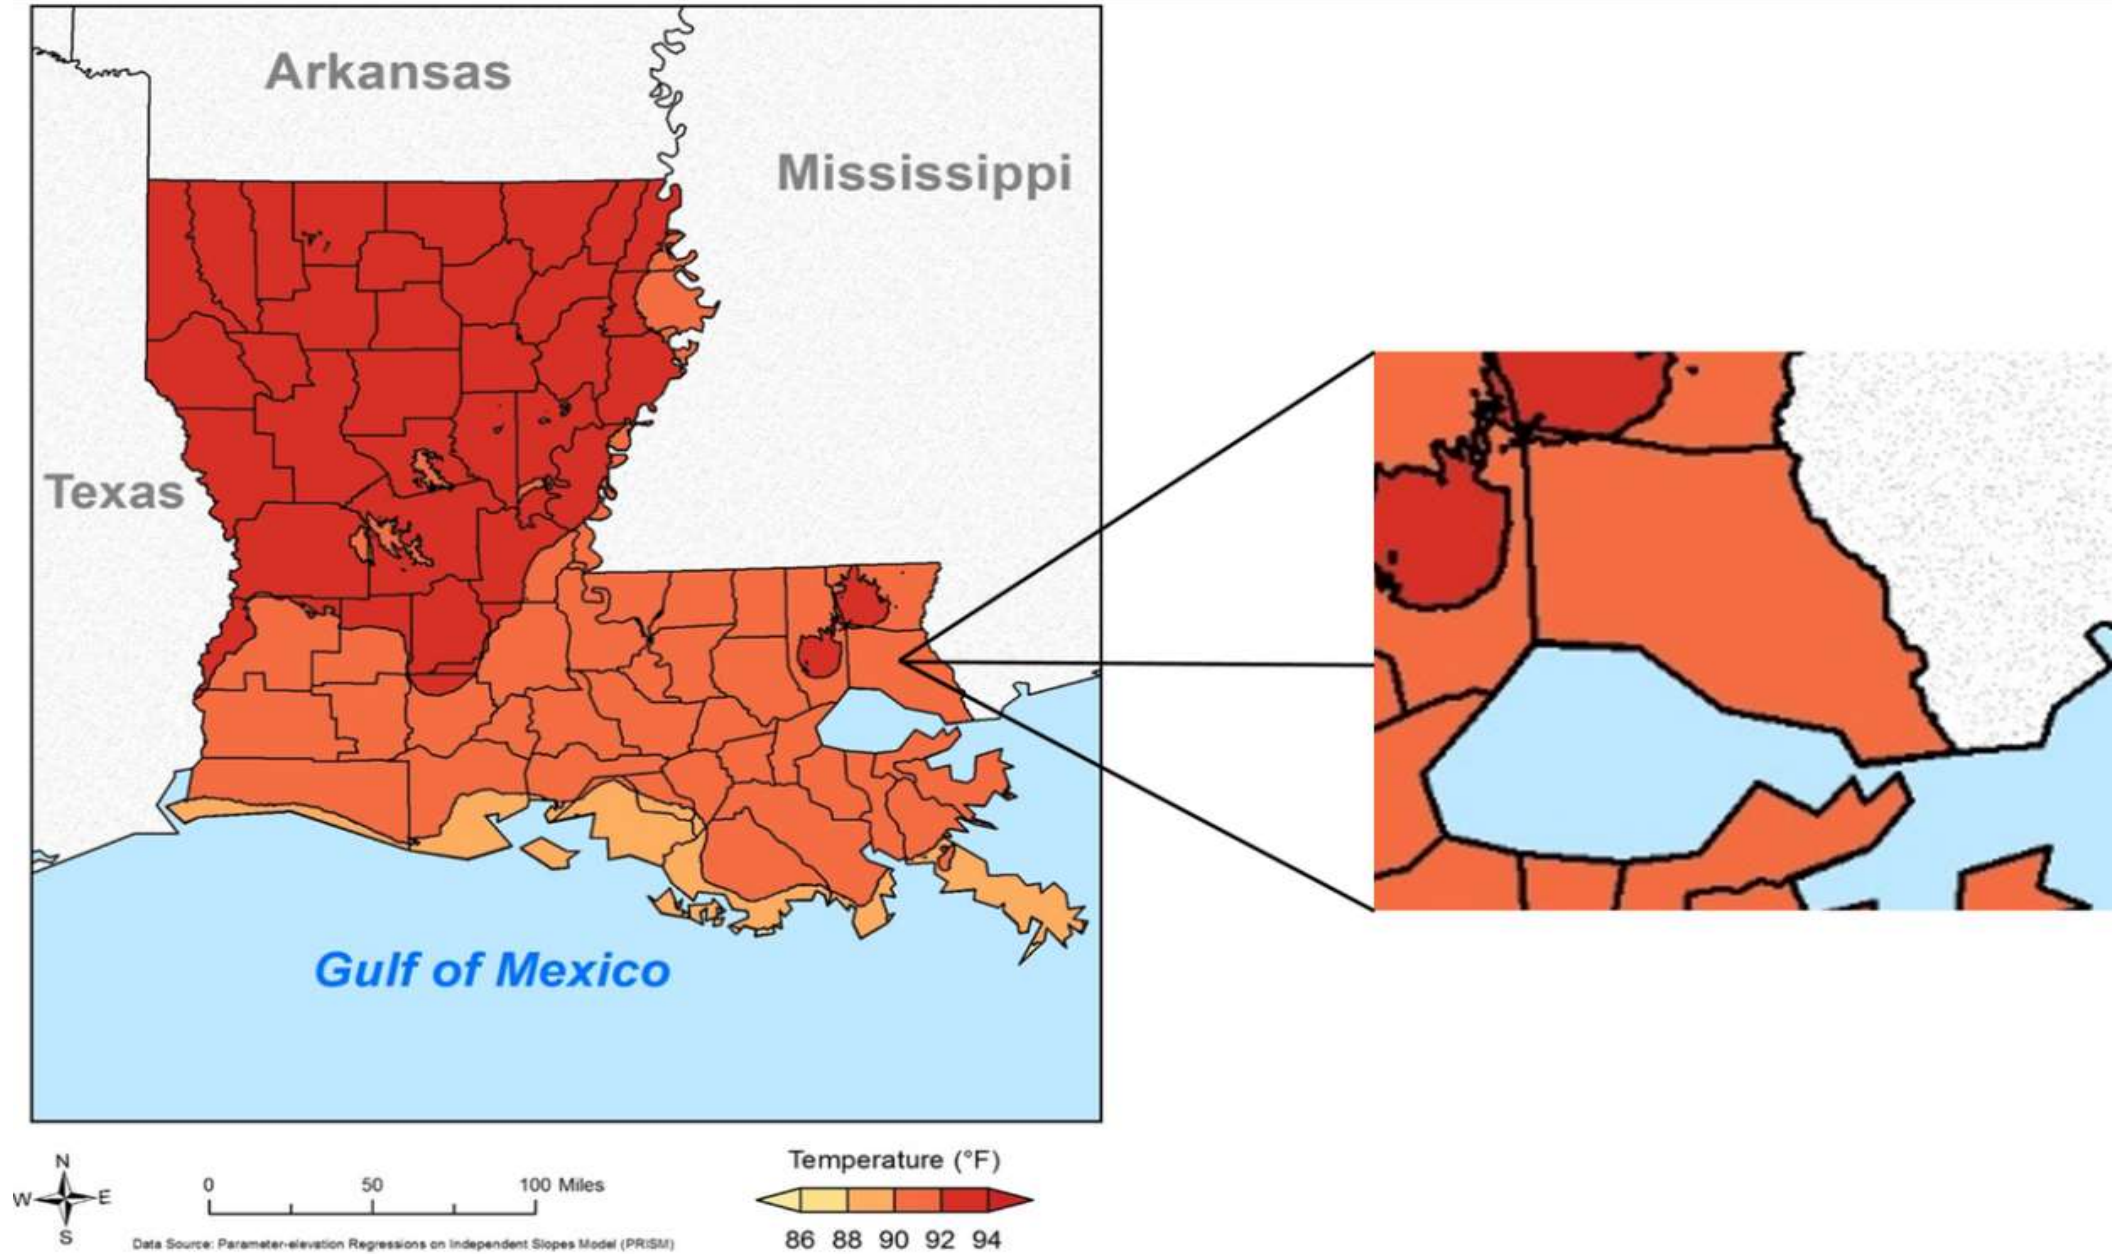 Arkansas
Mississippi
Texas
Gulf of Mexico
N
W E
S
0 50 100 Miles
Data Source: Parameter-elevation Regressions on Independent Slopes Model (PRISM)
Temperature (°F)
86 88 90 92 94